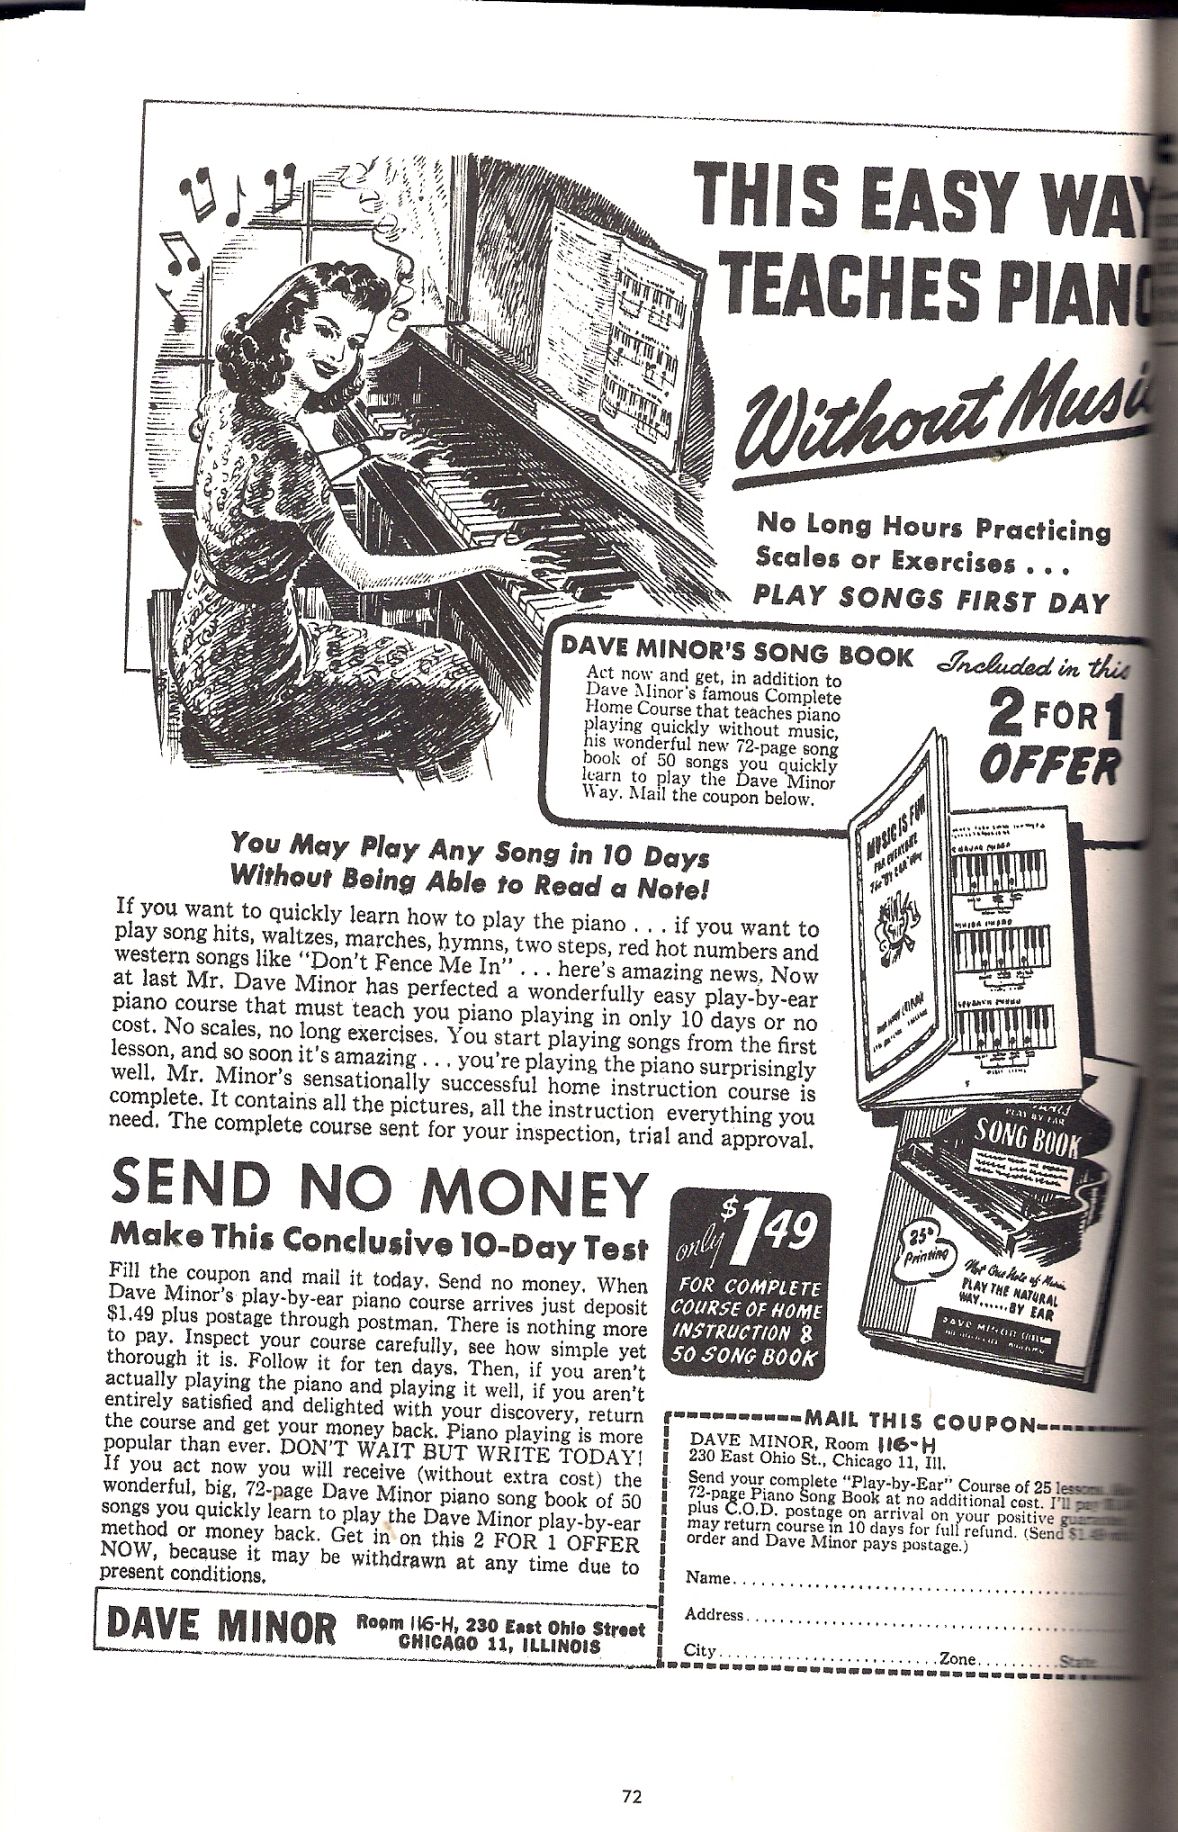 THIS EASY WAY
TEACHES PIANO
Without Music
No Long Hours Practicing
Scales or Exercises . . .
PLAY SONGS FIRST DAY
DAVE MINOR'S SONG BOOK
Included in this
2 FOR 1
OFFER
Act now and get, in addition to
Dave Minor's famous Complete
Home Course that teaches piano
playing quickly without music,
his wonderful new 72-page song
book of 50 songs you quickly
learn to play the Dave Minor
Way. Mail the coupon below.
MUSIC IS FUN
FOR EVERYONE
The "BY EAR" Way
You May Play Any Song in 10 Days
Without Being Able to Read a Note!
If you want to quickly learn how to play the piano . . . if you want to
play song hits, waltzes, marches, hymns, two steps, red hot numbers and
western songs like "Don't Fence Me In" . . . here's amazing news. Now
at last Mr. Dave Minor has perfected a wonderfully easy play-by-ear
piano course that must teach you piano playing in only 10 days or no
cost. No scales, no long exercises. You start playing songs from the first
lesson, and so soon it's amazing . . . you're playing the piano surprisingly
well. Mr. Minor's sensationally successful home instruction course is
complete. It contains all the pictures, all the instruction everything you
need. The complete course sent for your inspection, trial and approval.
PLAY BY EAR
SONG BOOK
25th
Printing
Not One Note of Music
PLAY THE NATURAL
WAY......BY EAR
SEND NO MONEY
Make This Conclusive 10-Day Test
Fill the coupon and mail it today. Send no money. When
Dave Minor's play-by-ear piano course arrives just deposit
$1.49 plus postage through postman. There is nothing more
to pay. Inspect your course carefully, see how simple yet
thorough it is. Follow it for ten days. Then, if you aren't
actually playing the piano and playing it well, if you aren't
entirely satisfied and delighted with your discovery, return
the course and get your money back. Piano playing is more
popular than ever. DON'T WAIT BUT WRITE TODAY!
If you act now you will receive (without extra cost) the
wonderful, big, 72-page Dave Minor piano song book of 50
songs you quickly learn to play the Dave Minor play-by-ear
method or money back. Get in on this 2 FOR 1 OFFER
NOW, because it may be withdrawn at any time due to
present conditions.
only $1.49
FOR COMPLETE
COURSE OF HOME
INSTRUCTION &
50 SONG BOOK
MAIL THIS COUPON
DAVE MINOR, Room 116-H
230 East Ohio St., Chicago 11, Ill.
Send your complete "Play-by-Ear" Course of 25 lessons.
72-page Piano Song Book at no additional cost. I'll pay
plus C.O.D. postage on arrival on your positive guarantee
may return course in 10 days for full refund. (Send
order and Dave Minor pays postage.)
Name
Address
City Zone State
DAVE MINOR Room 116-H, 230 East Ohio Street
CHICAGO 11, ILLINOIS
72